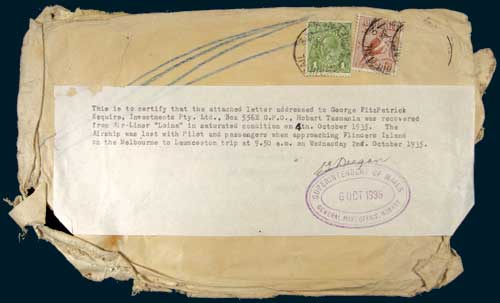 This is to certify that the attached letter addressed to George FitzPatrick
Esquire, Investments Pty. Ltd., Box 556E G.P.O., Hobart Tasmania was recovered
from Air-Liner "Loina" in saturated condition on 4th. October 1935. The
Airship was lost with Pilot and passengers when approaching Flinders Island
on the Melbourne to Launceston trip at 9.50 a.m. on Wednesday 2nd. October 1935.
SUPERINTENDENT OF MAILS
6 OCT 1935
GENERAL POST OFFICE, HOBART